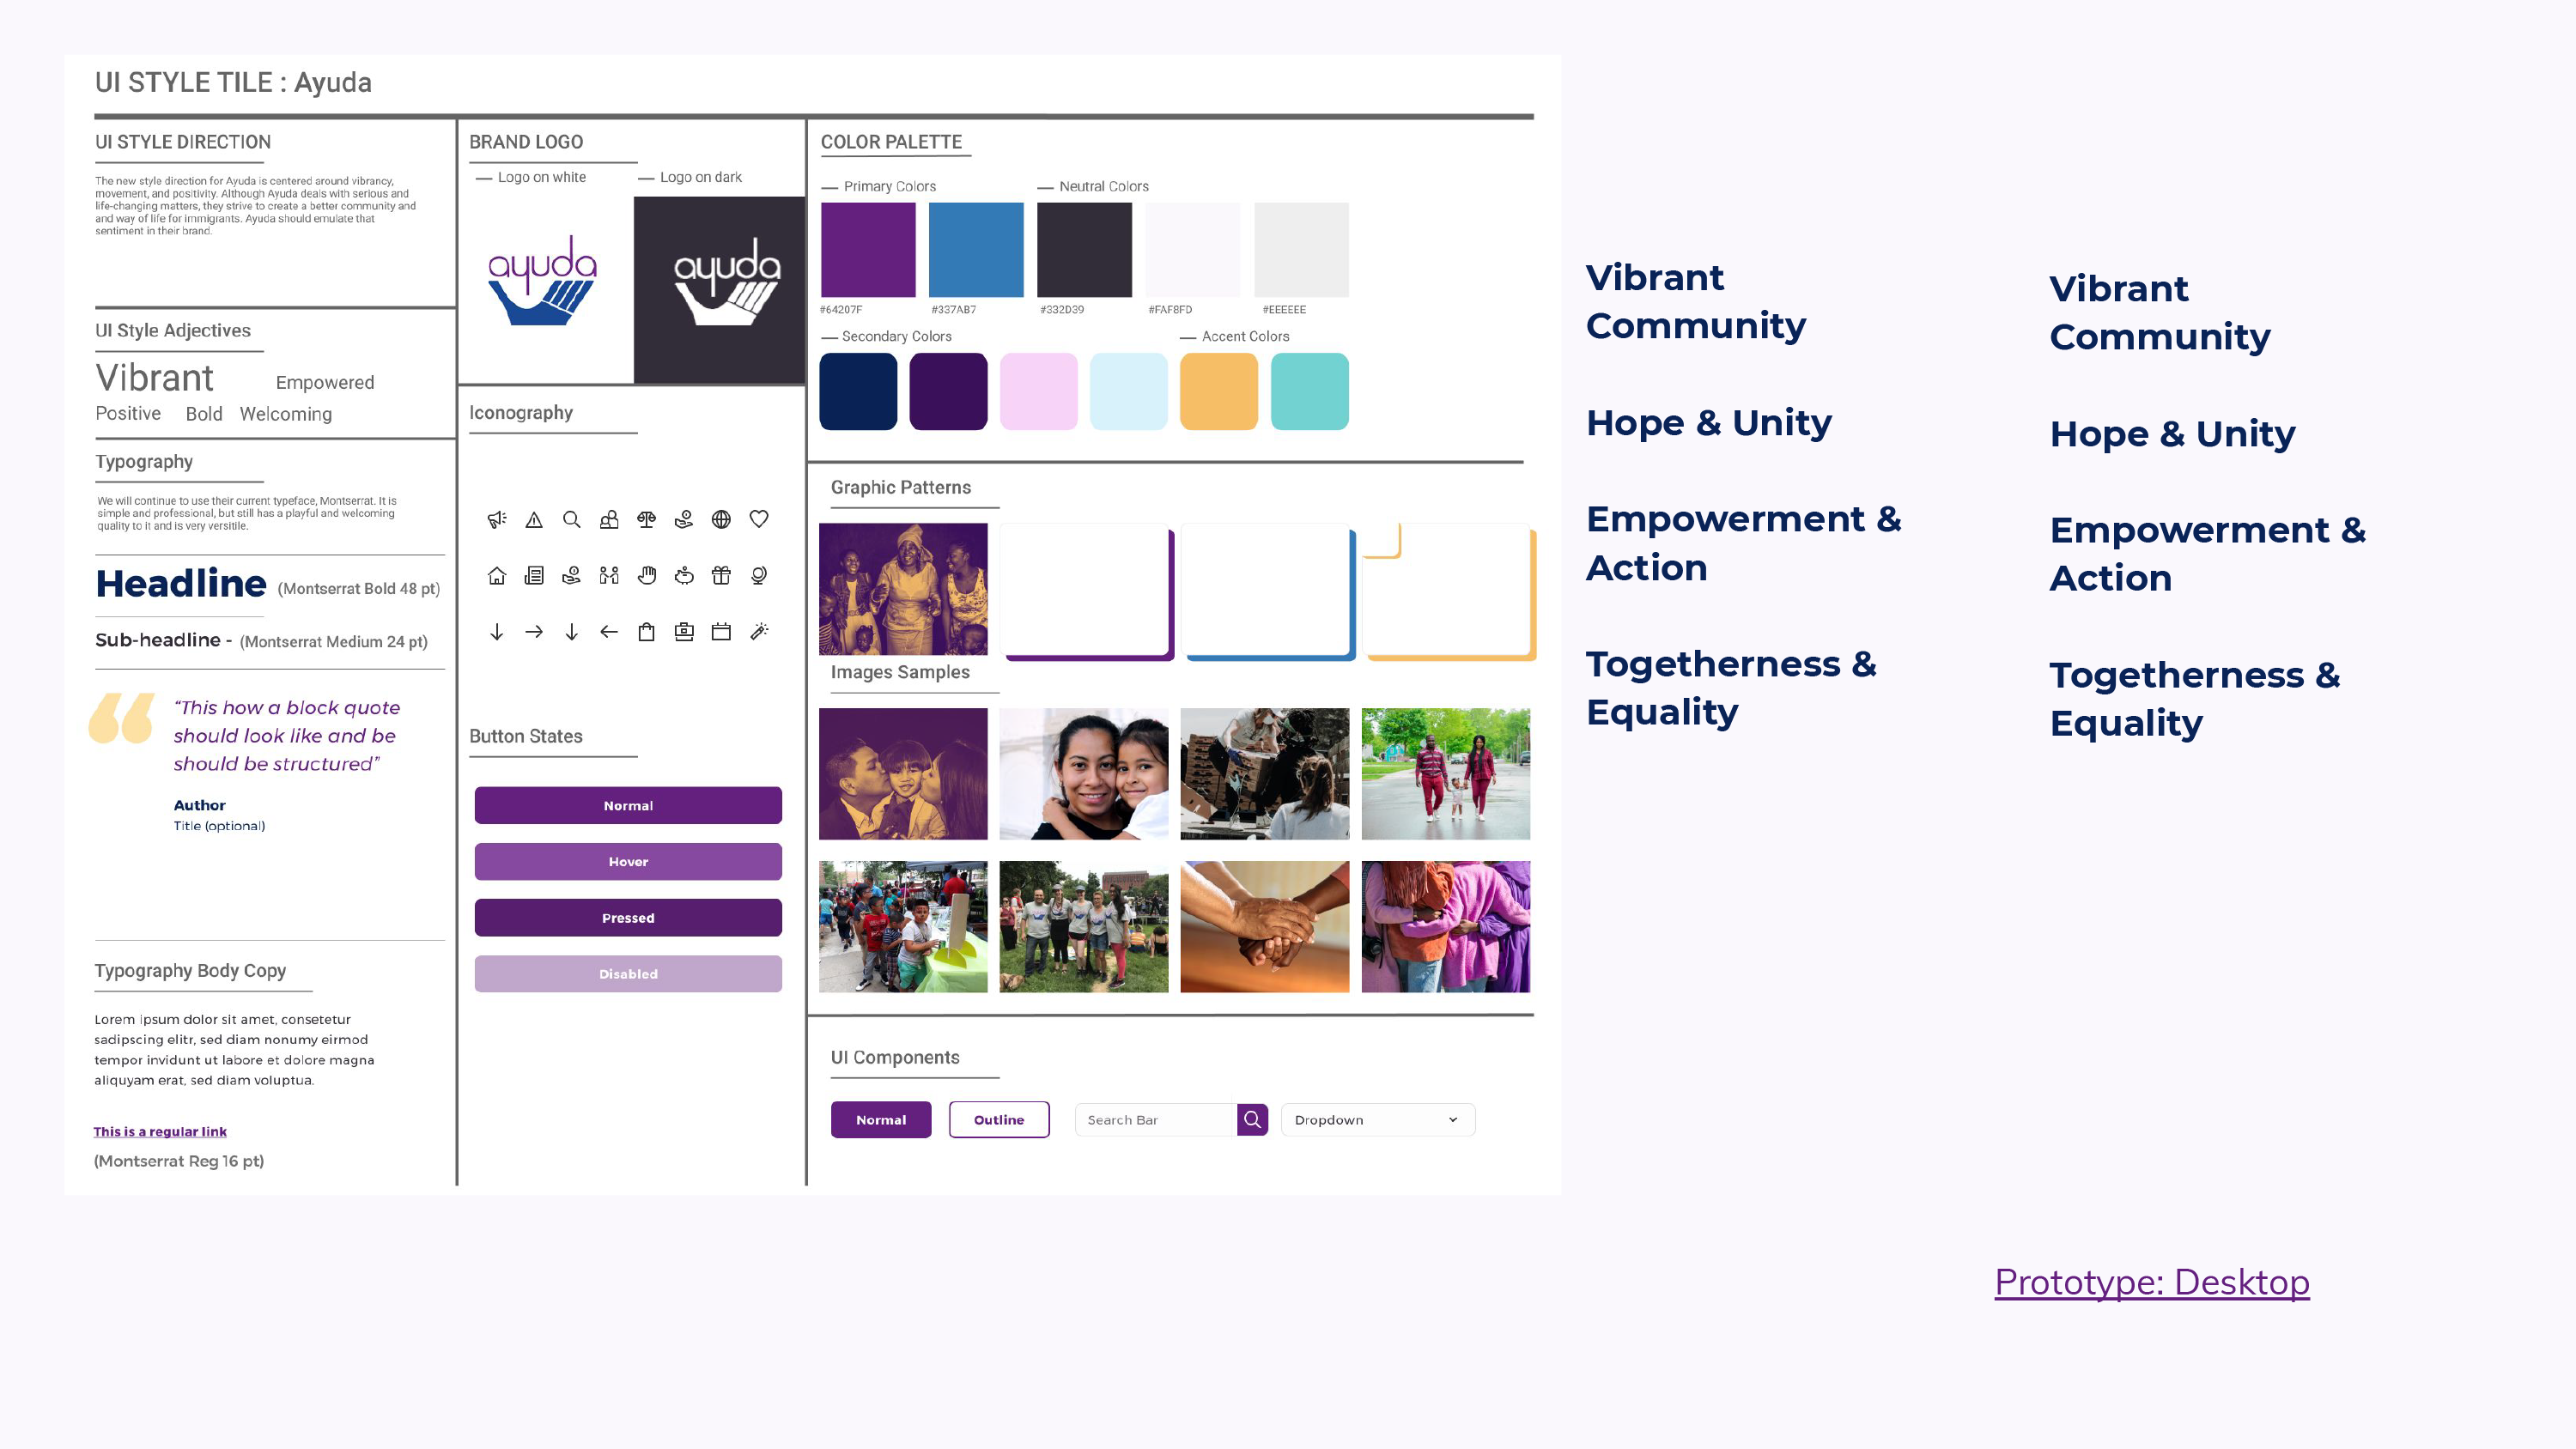 UI STYLE TILE : Ayuda
UI STYLE DIRECTION
The new style direction for Ayuda is centered around vibrancy,
movement, and positivity. Although Ayuda deals with serious and
life-changing matters, they strive to create a better community and
and way of life for immigrants. Ayuda should emulate that
sentiment in their brand.
UI Style Adjectives
Vibrant Empowered
Positive Bold Welcoming
Typography
We will continue to use their current typeface, Montserrat. It is
simple and professional, but still has a playful and welcoming
quality to it and is very versitile.
Headline (Montserrat Bold 48 pt)
Sub-headline - (Montserrat Medium 24 pt)
“This how a block quote
should look like and be
should be structured”
Author
Title (optional)
Typography Body Copy
Lorem ipsum dolor sit amet, consetetur
sadipscing elitr, sed diam nonumy eirmod
tempor invidunt ut labore et dolore magna
aliquyam erat, sed diam voluptua.
This is a regular link
(Montserrat Reg 16 pt)
BRAND LOGO
Logo on white
Logo on dark
ayuda
ayuda
Iconography
Button States
Normal
Hover
Pressed
Disabled
COLOR PALETTE
Primary Colors
Neutral Colors
#64207F
#337AB7
#332D39
#FAF8FD
#EEEEEE
Secondary Colors
Accent Colors
Graphic Patterns
Images Samples
UI Components
Normal
Outline
Search Bar
Dropdown
Vibrant
Community
Hope & Unity
Empowerment &
Action
Togetherness &
Equality
Vibrant
Community
Hope & Unity
Empowerment &
Action
Togetherness &
Equality
Prototype: Desktop